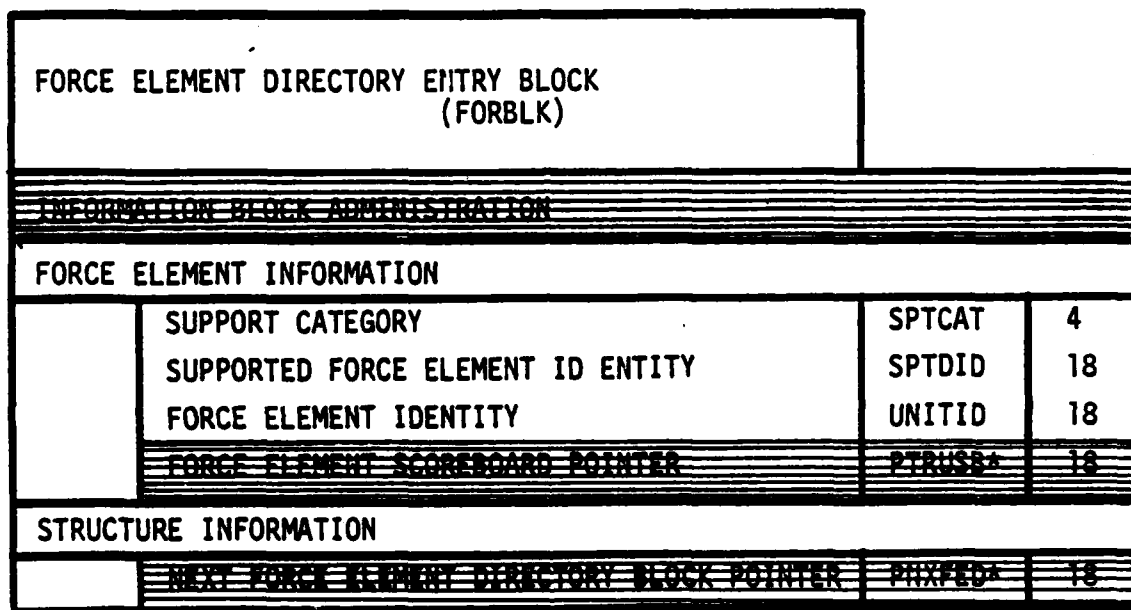 FORCE ELEMENT DIRECTORY ENTRY BLOCK
(FORBLK)
INFORMATION BLOCK ADMINISTRATION
FORCE ELEMENT INFORMATION
SUPPORT CATEGORY SPTCAT 4
SUPPORTED FORCE ELEMENT ID ENTITY SPTDID 18
FORCE ELEMENT IDENTITY UNITID 18
FORCE ELEMENT SCOREBOARD POINTER PTRUSB* 18
STRUCTURE INFORMATION
NEXT FORCE ELEMENT DIRECTORY BLOCK POINTER PNXFED* 18